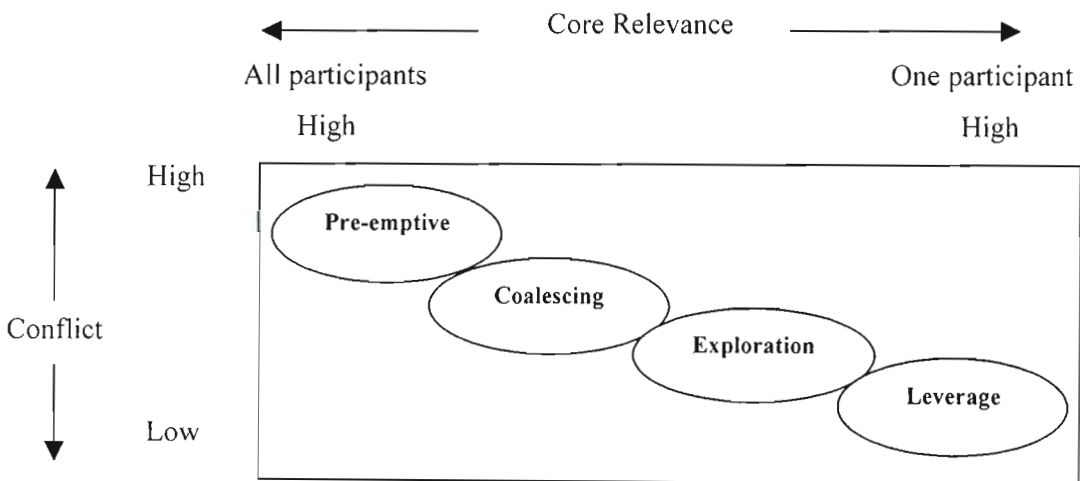 Core Relevance
All participants One participant
High High
High
Pre-emptive
Coalescing
Conflict
Exploration
Leverage
Low